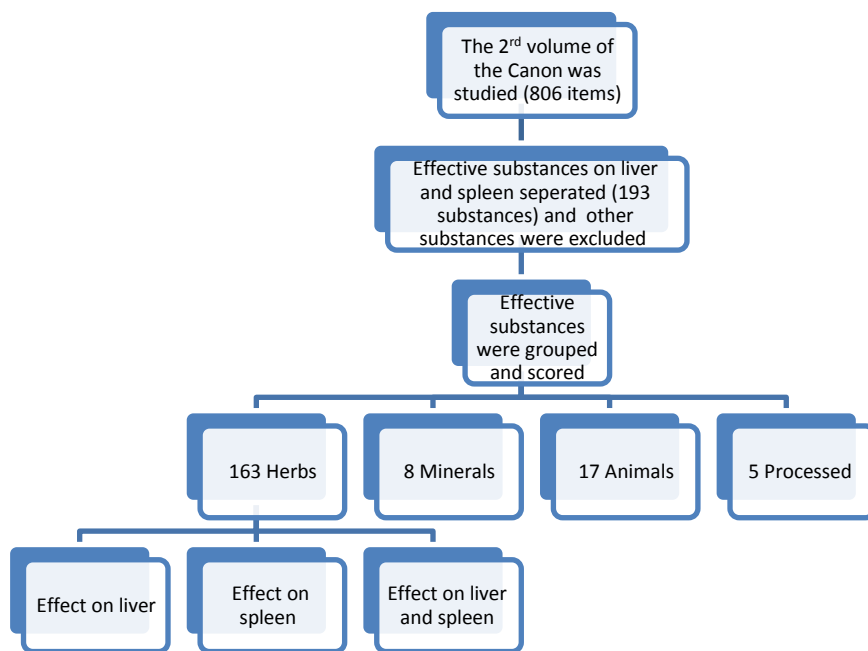 The 2rd volume of
the Canon was
studied (806 items)
Effective substances on liver
and spleen seperated (193
substances) and other
substances were excluded
Effective
substances
were grouped
and scored
163 Herbs
8 Minerals
17 Animals
5 Processed
Effect on liver
Effect on
spleen
Effect on liver
and spleen